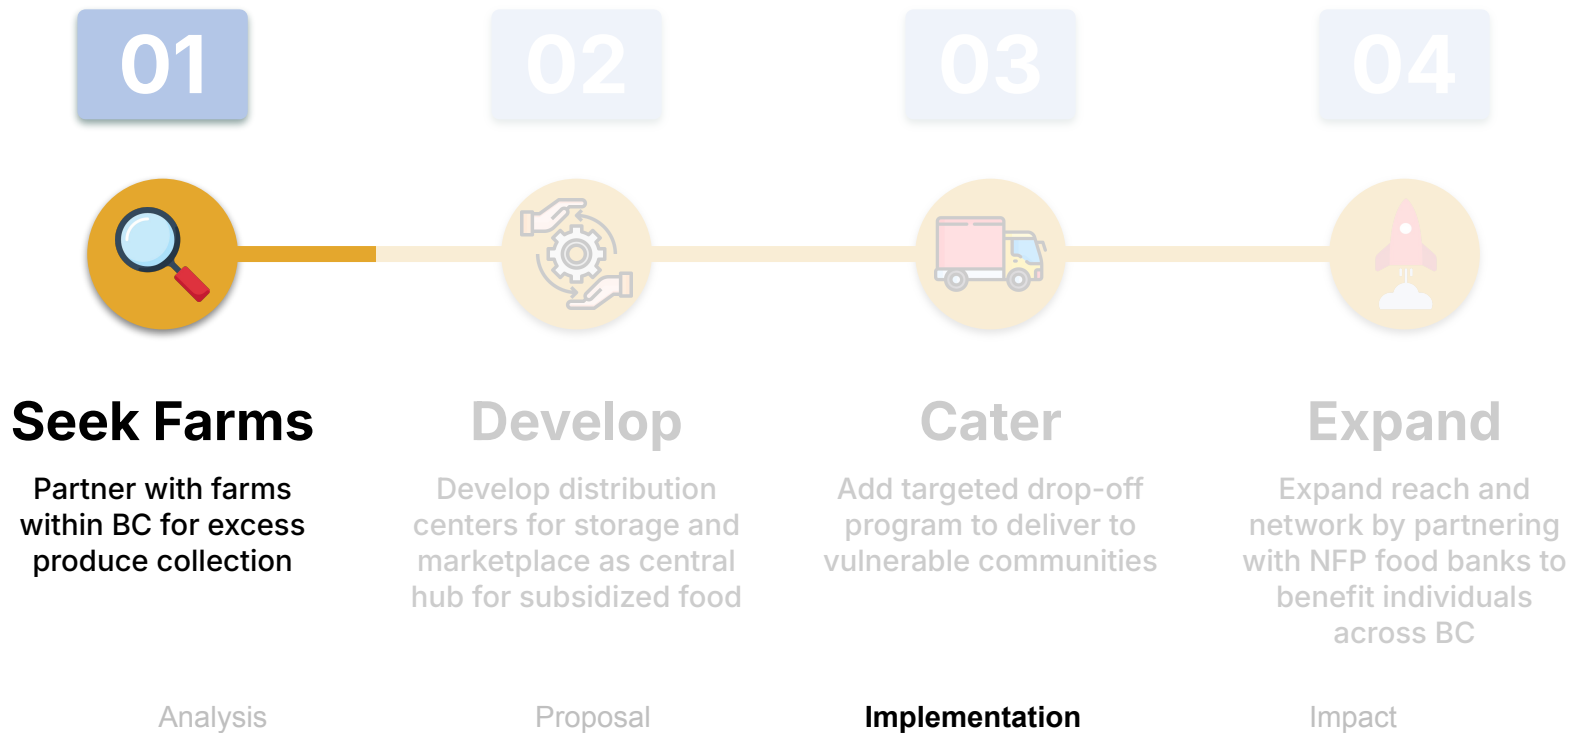 01
02
03
04
Seek Farms
Partner with farms
within BC for excess
produce collection
Develop
Develop distribution
centers for storage and
marketplace as central
hub for subsidized food
Cater
Add targeted drop-off
program to deliver to
vulnerable communities
Expand
Expand reach and
network by partnering
with NFP food banks to
benefit individuals
across BC
Analysis
Proposal
Implementation
Impact